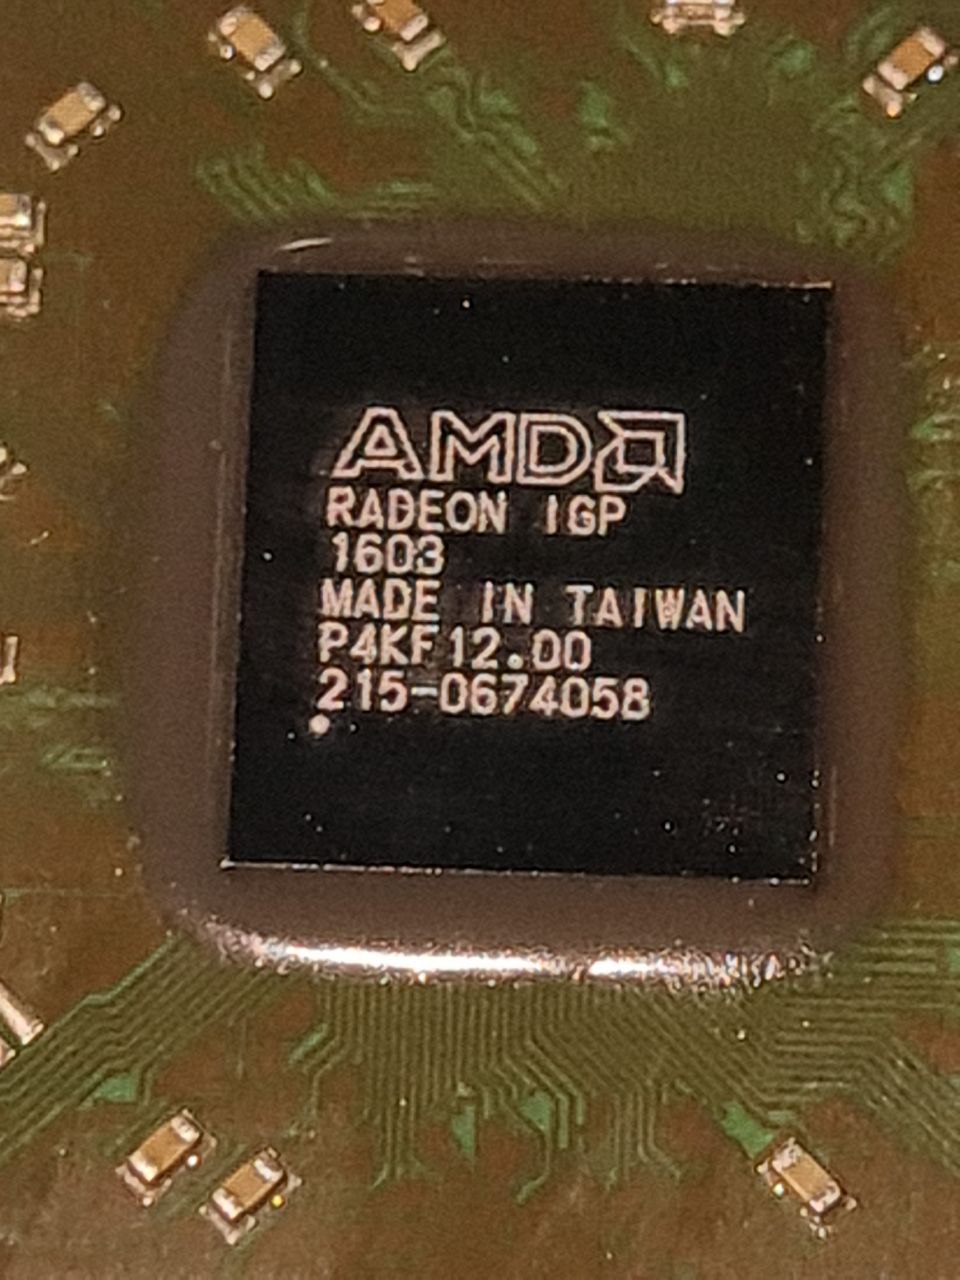 AMD
RADEON IGP
1603
MADE IN TAIWAN
P4KF12.00
215-0674058